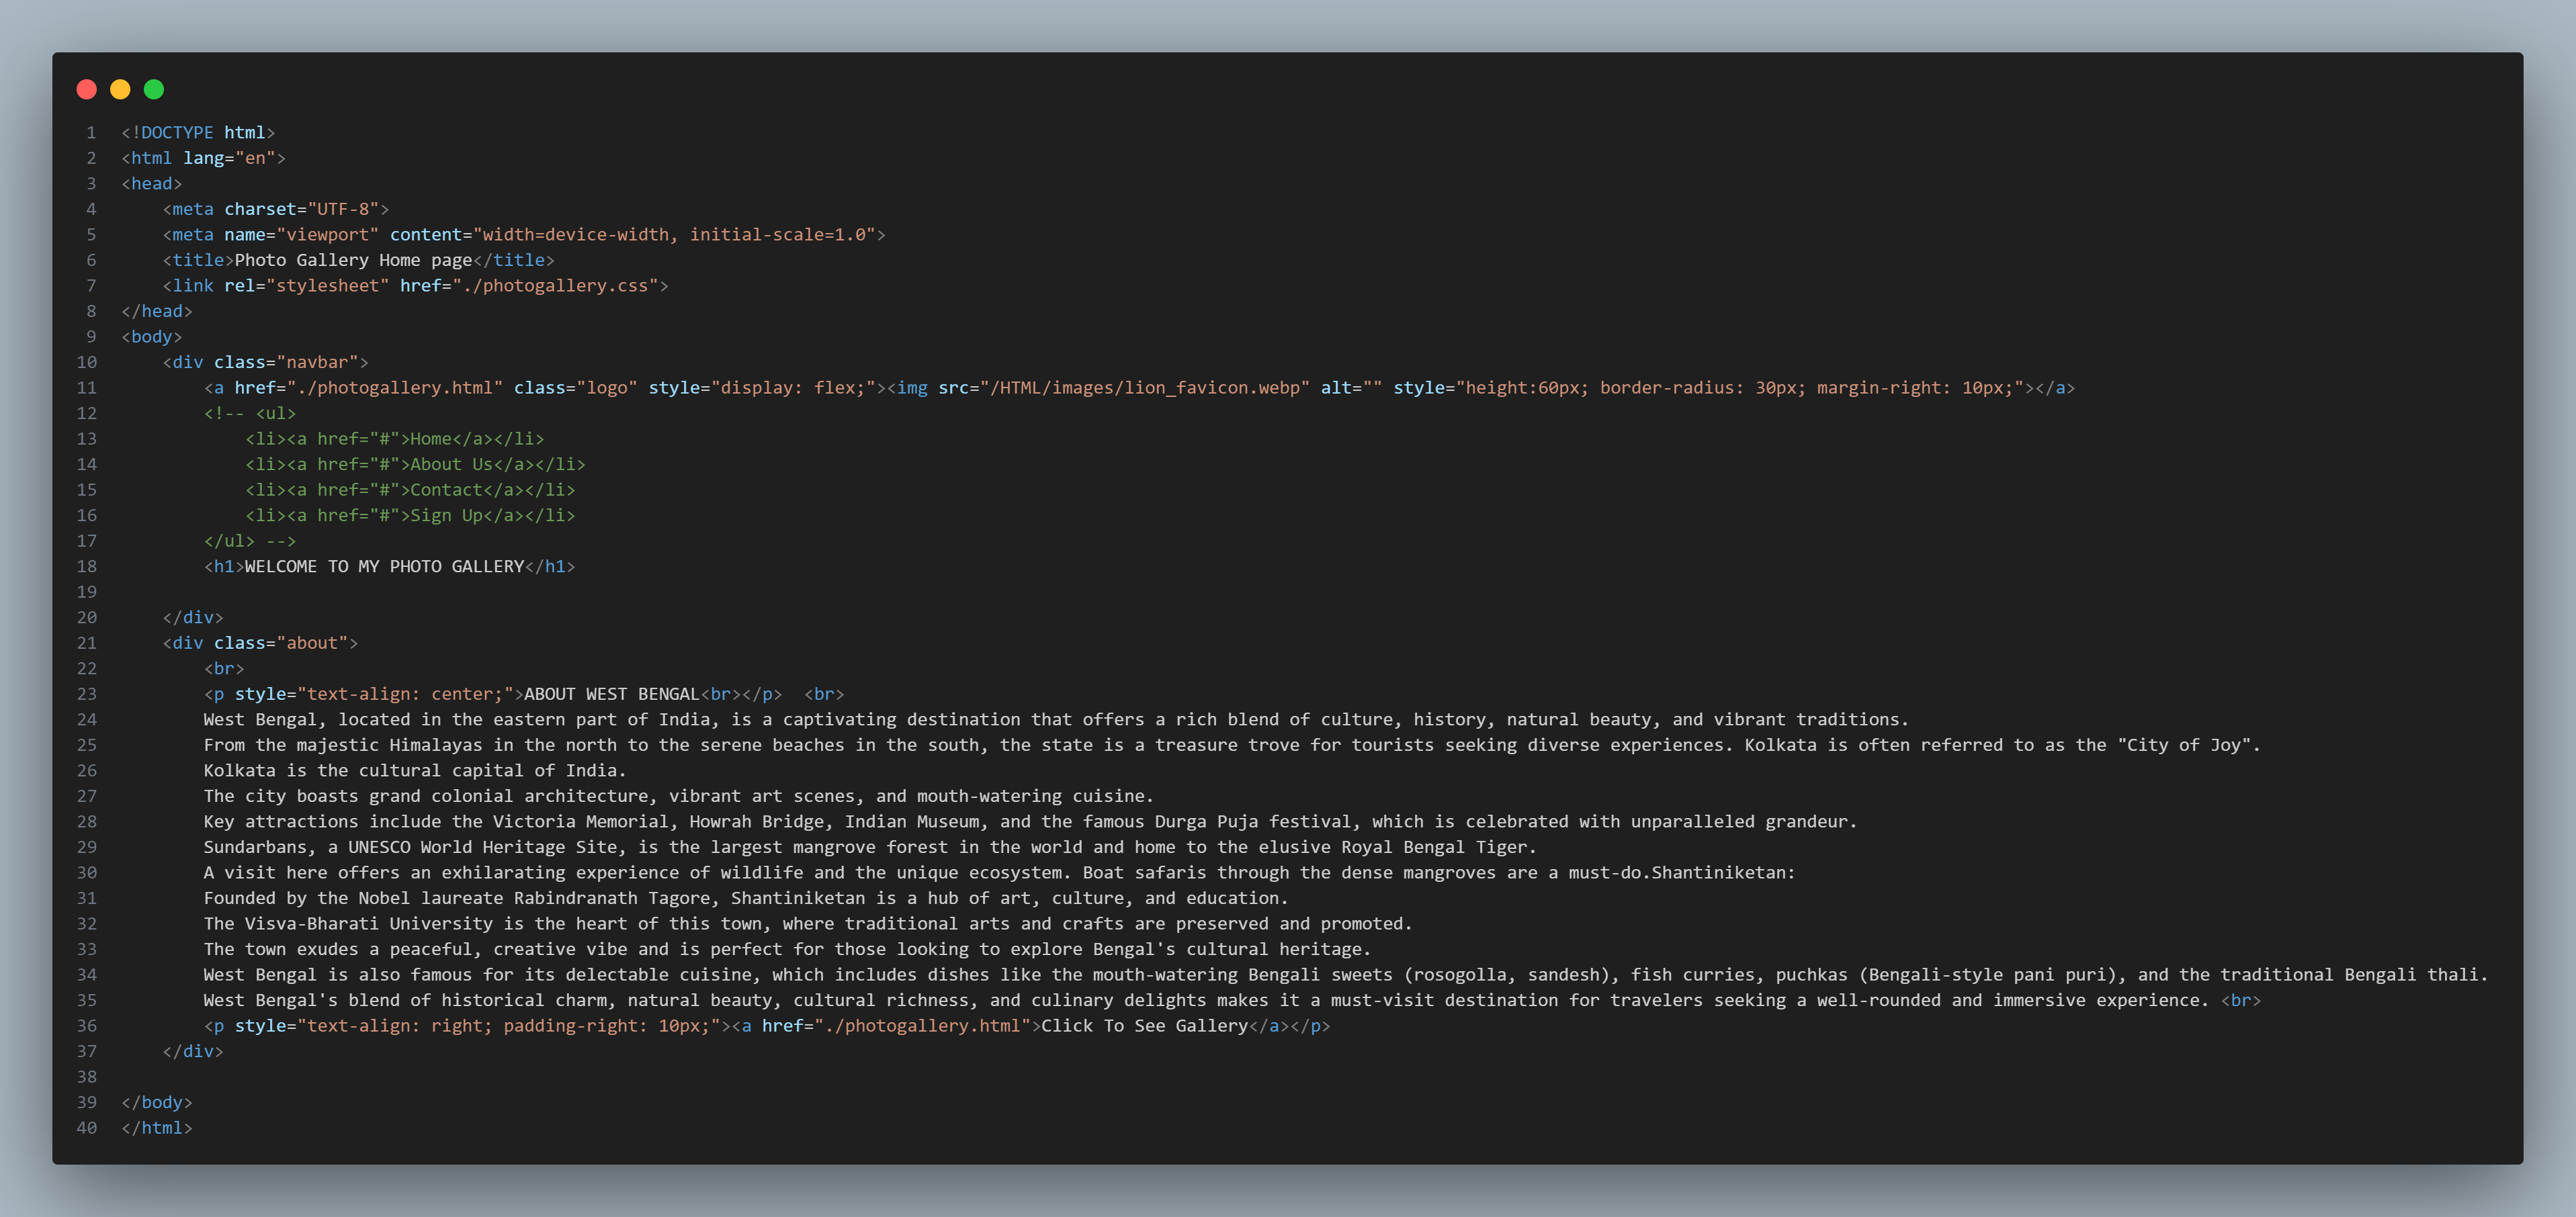 1 <!DOCTYPE html>
2 <html lang="en">
3 <head>
4     <meta charset="UTF-8">
5     <meta name="viewport" content="width=device-width, initial-scale=1.0">
6     <title>Photo Gallery Home page</title>
7     <link rel="stylesheet" href="./photogallery.css">
8 </head>
9 <body>
10     <div class="navbar">
11         <a href="./photogallery.html" class="logo" style="display: flex;"><img src="/HTML/images/lion_favicon.webp" alt="" style="height:60px; border-radius: 30px; margin-right: 10px;"></a>
12         <!-- <ul>
13             <li><a href="#">Home</a></li>
14             <li><a href="#">About Us</a></li>
15             <li><a href="#">Contact</a></li>
16             <li><a href="#">Sign Up</a></li>
17         </ul> -->
18         <h1>WELCOME TO MY PHOTO GALLERY</h1>
19
20     </div>
21     <div class="about">
22         <br>
23         <p style="text-align: center;">ABOUT WEST BENGAL<br></p>  <br>
24         West Bengal, located in the eastern part of India, is a captivating destination that offers a rich blend of culture, history, natural beauty, and vibrant traditions.
25         From the majestic Himalayas in the north to the serene beaches in the south, the state is a treasure trove for tourists seeking diverse experiences. Kolkata is often referred to as the "City of Joy".
26         Kolkata is the cultural capital of India.
27         The city boasts grand colonial architecture, vibrant art scenes, and mouth-watering cuisine.
28         Key attractions include the Victoria Memorial, Howrah Bridge, Indian Museum, and the famous Durga Puja festival, which is celebrated with unparalleled grandeur.
29         Sundarbans, a UNESCO World Heritage Site, is the largest mangrove forest in the world and home to the elusive Royal Bengal Tiger.
30         A visit here offers an exhilarating experience of wildlife and the unique ecosystem. Boat safaris through the dense mangroves are a must-do.Shantiniketan:
31         Founded by the Nobel laureate Rabindranath Tagore, Shantiniketan is a hub of art, culture, and education.
32         The Visva-Bharati University is the heart of this town, where traditional arts and crafts are preserved and promoted.
33         The town exudes a peaceful, creative vibe and is perfect for those looking to explore Bengal's cultural heritage.
34         West Bengal is also famous for its delectable cuisine, which includes dishes like the mouth-watering Bengali sweets (rosogolla, sandesh), fish curries, puchkas (Bengali-style pani puri), and the traditional Bengali thali.
35         West Bengal's blend of historical charm, natural beauty, cultural richness, and culinary delights makes it a must-visit destination for travelers seeking a well-rounded and immersive experience. <br>
36         <p style="text-align: right; padding-right: 10px;"><a href="./photogallery.html">Click To See Gallery</a></p>
37     </div>
38
39 </body>
40 </html>